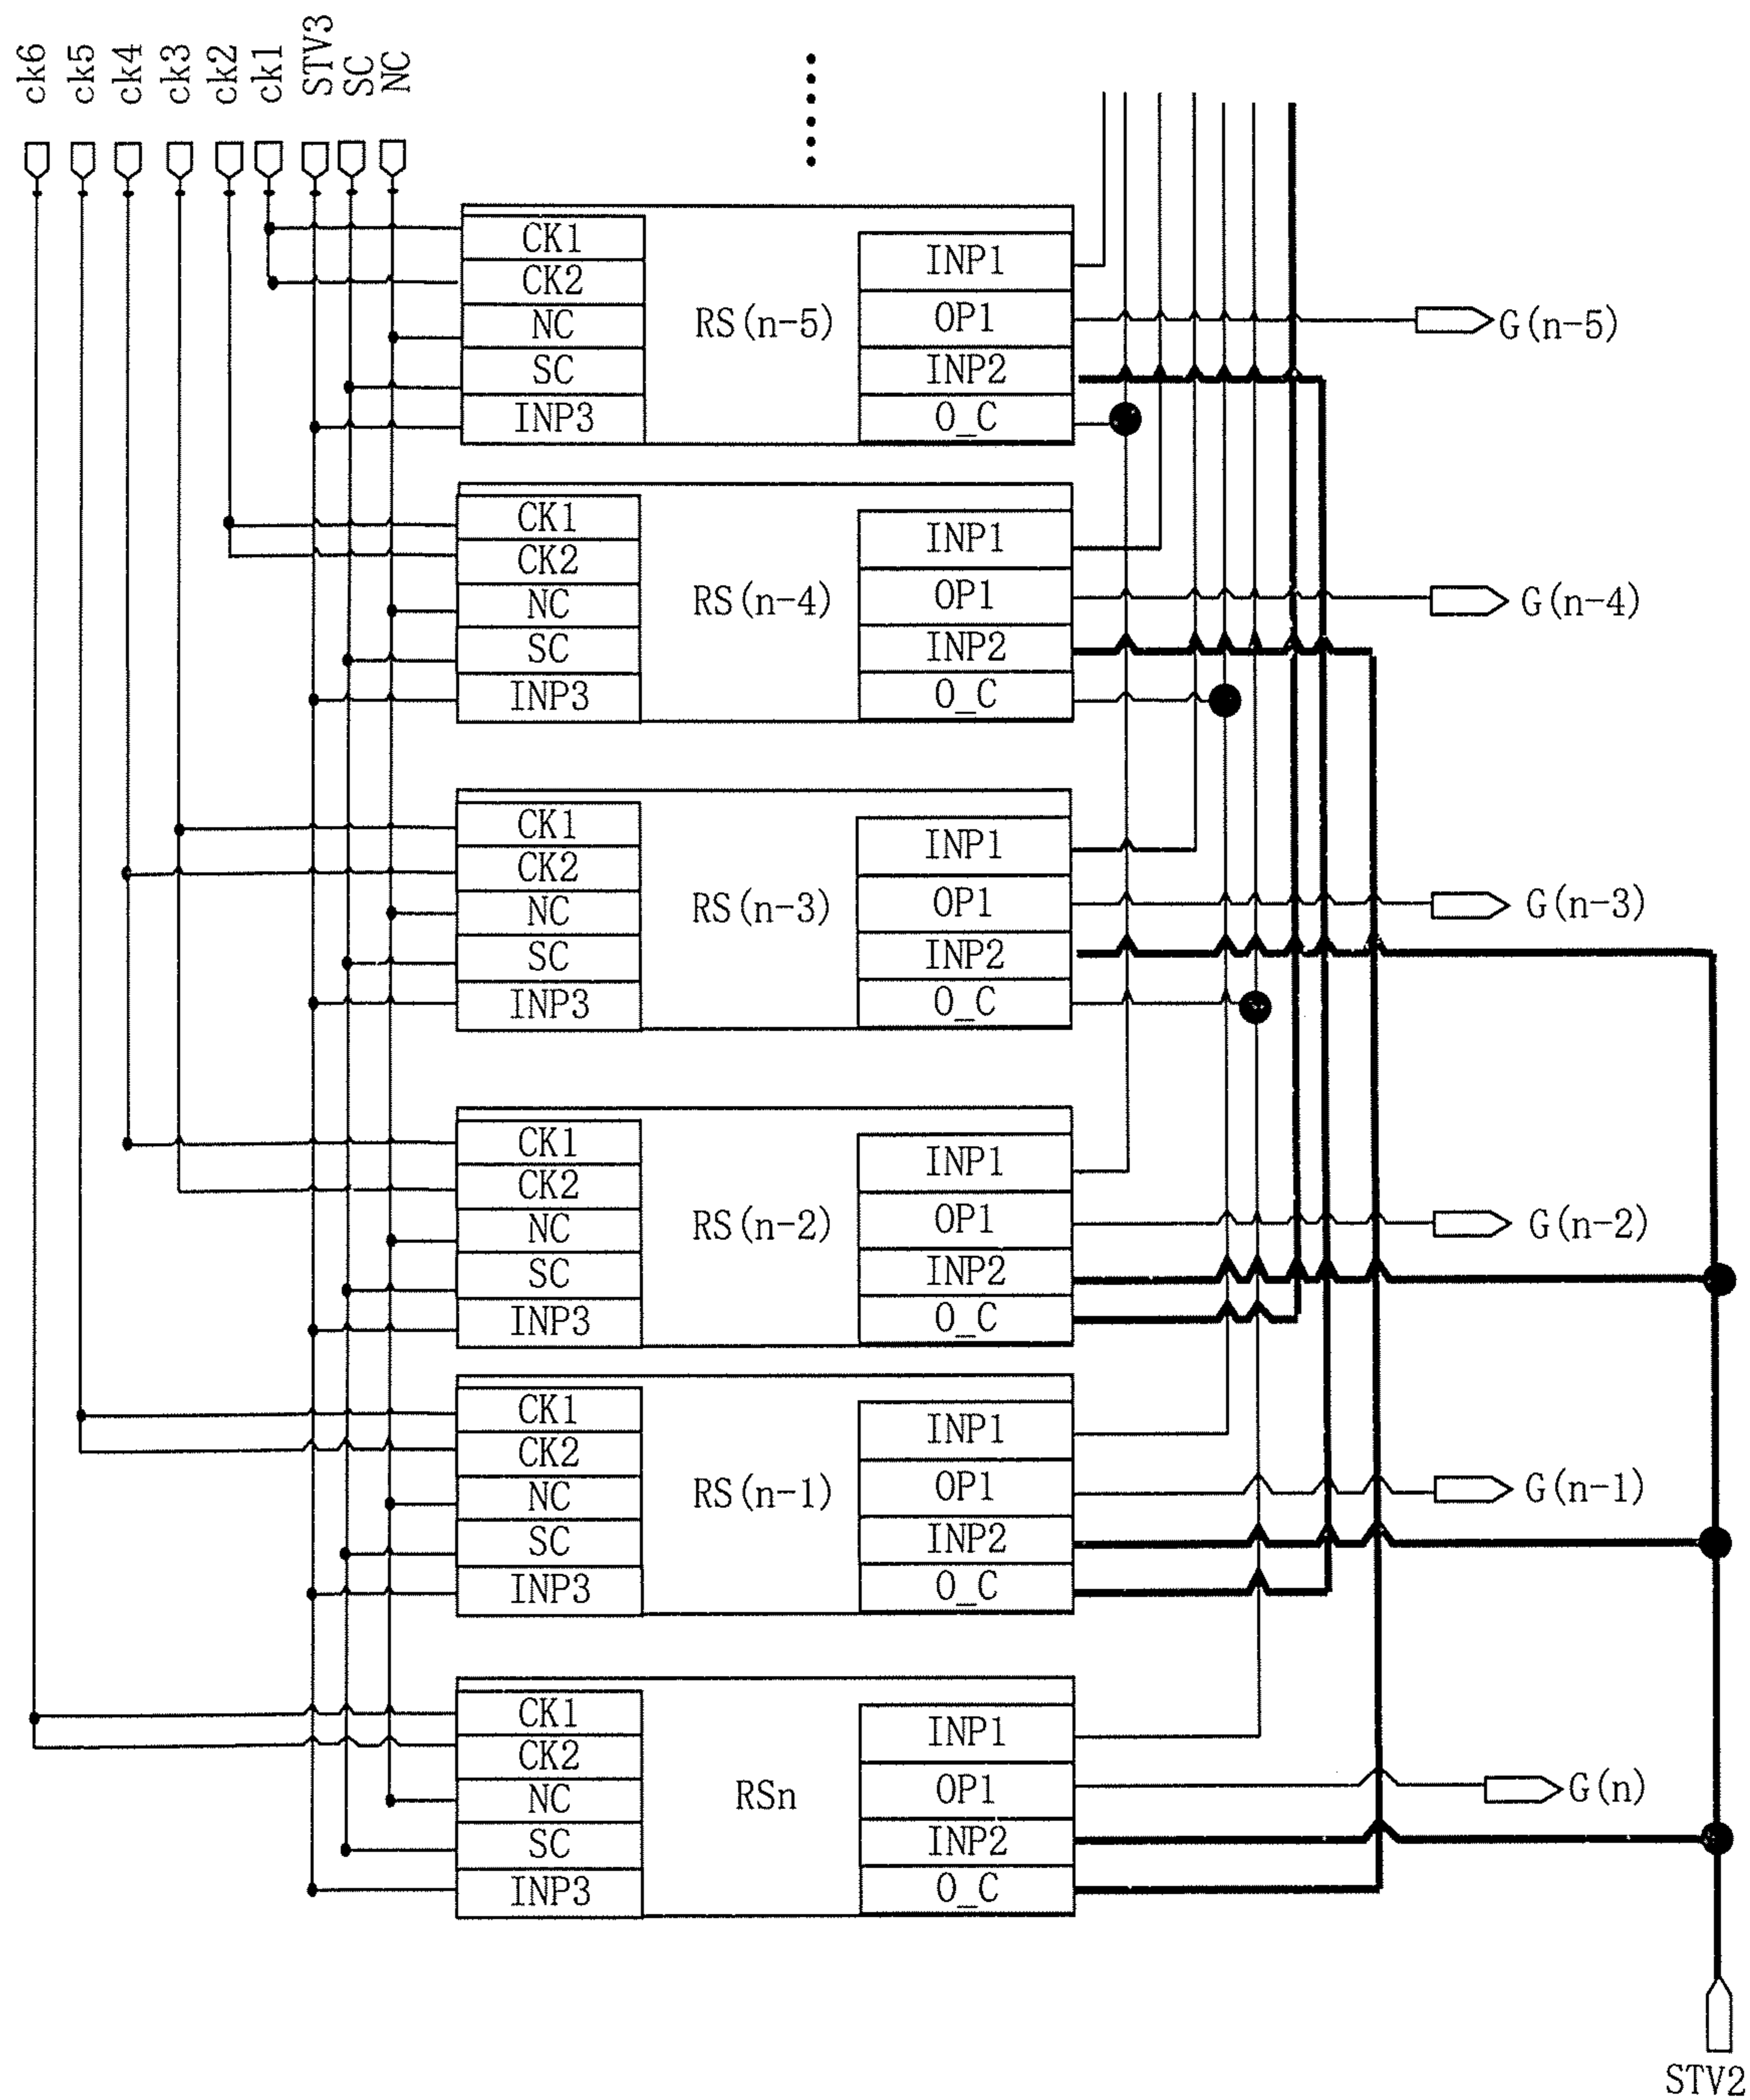 ck6 ck5 ck4 ck3 ck2 ck1 STV3 SC NC
CK1
CK2
NC
SC
INP3
RS(n-5)
INP1
OP1
INP2
O_C
G(n-5)
CK1
CK2
NC
SC
INP3
RS(n-4)
INP1
OP1
INP2
O_C
G(n-4)
CK1
CK2
NC
SC
INP3
RS(n-3)
INP1
OP1
INP2
O_C
G(n-3)
CK1
CK2
NC
SC
INP3
RS(n-2)
INP1
OP1
INP2
O_C
G(n-2)
CK1
CK2
NC
SC
INP3
RS(n-1)
INP1
OP1
INP2
O_C
G(n-1)
CK1
CK2
NC
SC
INP3
RSn
INP1
OP1
INP2
O_C
G(n)
STV2